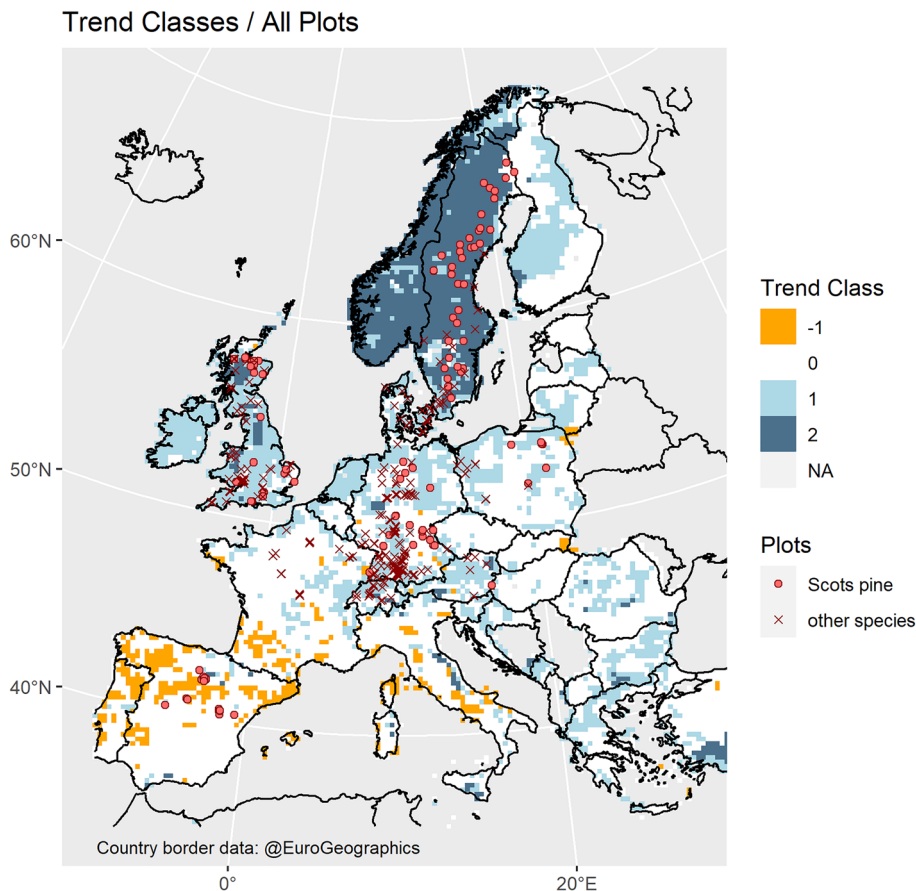 Trend Classes / All Plots
60°N
50°N
40°N
0°
20°E
Country border data: @EuroGeographics
Trend Class
-1
0
1
2
NA
Plots
Scots pine
other species